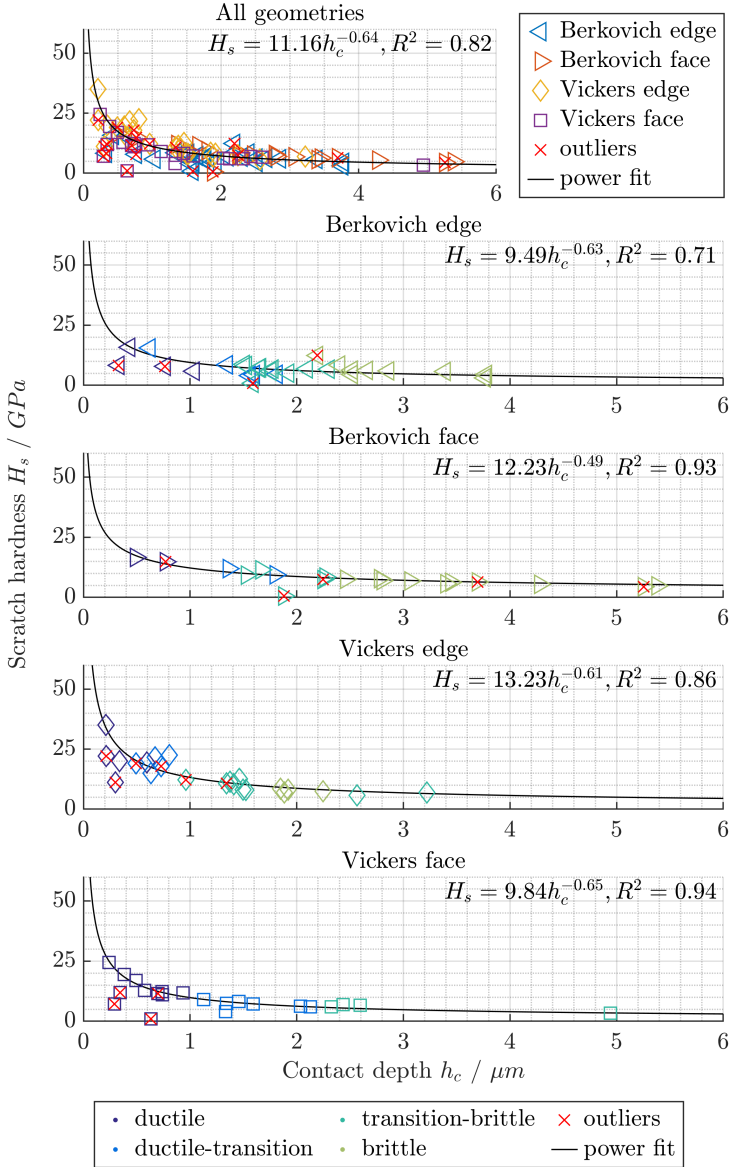 All geometries
H_s = 11.16h_c^{-0.64}, R^2 = 0.82
50
25
0
0 2 4 6
Berkovich edge
Berkovich face
Vickers edge
Vickers face
outliers
power fit
Berkovich edge
H_s = 9.49h_c^{-0.63}, R^2 = 0.71
50
25
0
0 1 2 3 4 5 6
Berkovich face
H_s = 12.23h_c^{-0.49}, R^2 = 0.93
50
25
0
0 1 2 3 4 5 6
Scratch hardness H_s / GPa
Vickers edge
H_s = 13.23h_c^{-0.61}, R^2 = 0.86
50
25
0
0 1 2 3 4 5 6
Vickers face
H_s = 9.84h_c^{-0.65}, R^2 = 0.94
50
25
0
0 1 2 3 4 5 6
Contact depth h_c / μm
ductile transition-brittle outliers
ductile-transition brittle power fit